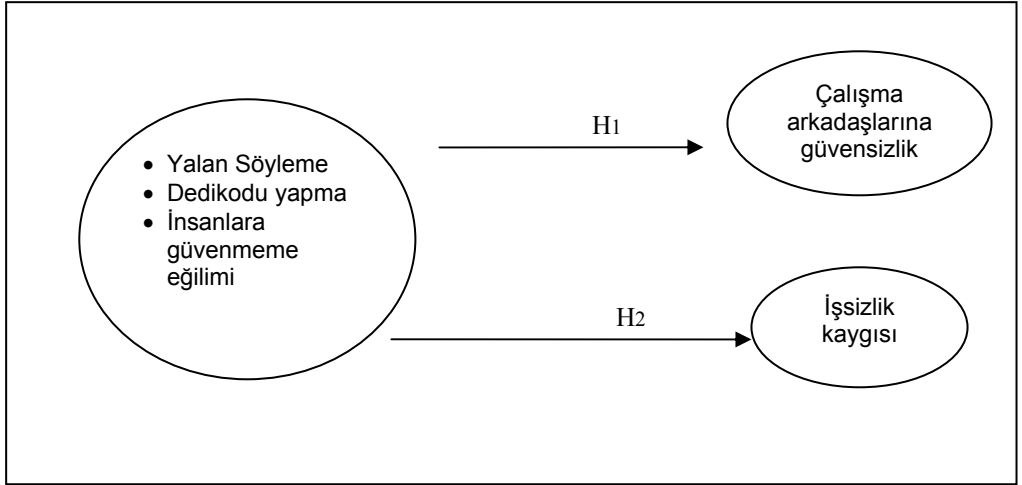 • Yalan Söyleme
• Dedikodu yapma
• İnsanlara
güvenmeme
eğilimi
H1
Çalışma
arkadaşlarına
güvensizlik
H2
İşsizlik
kaygısı